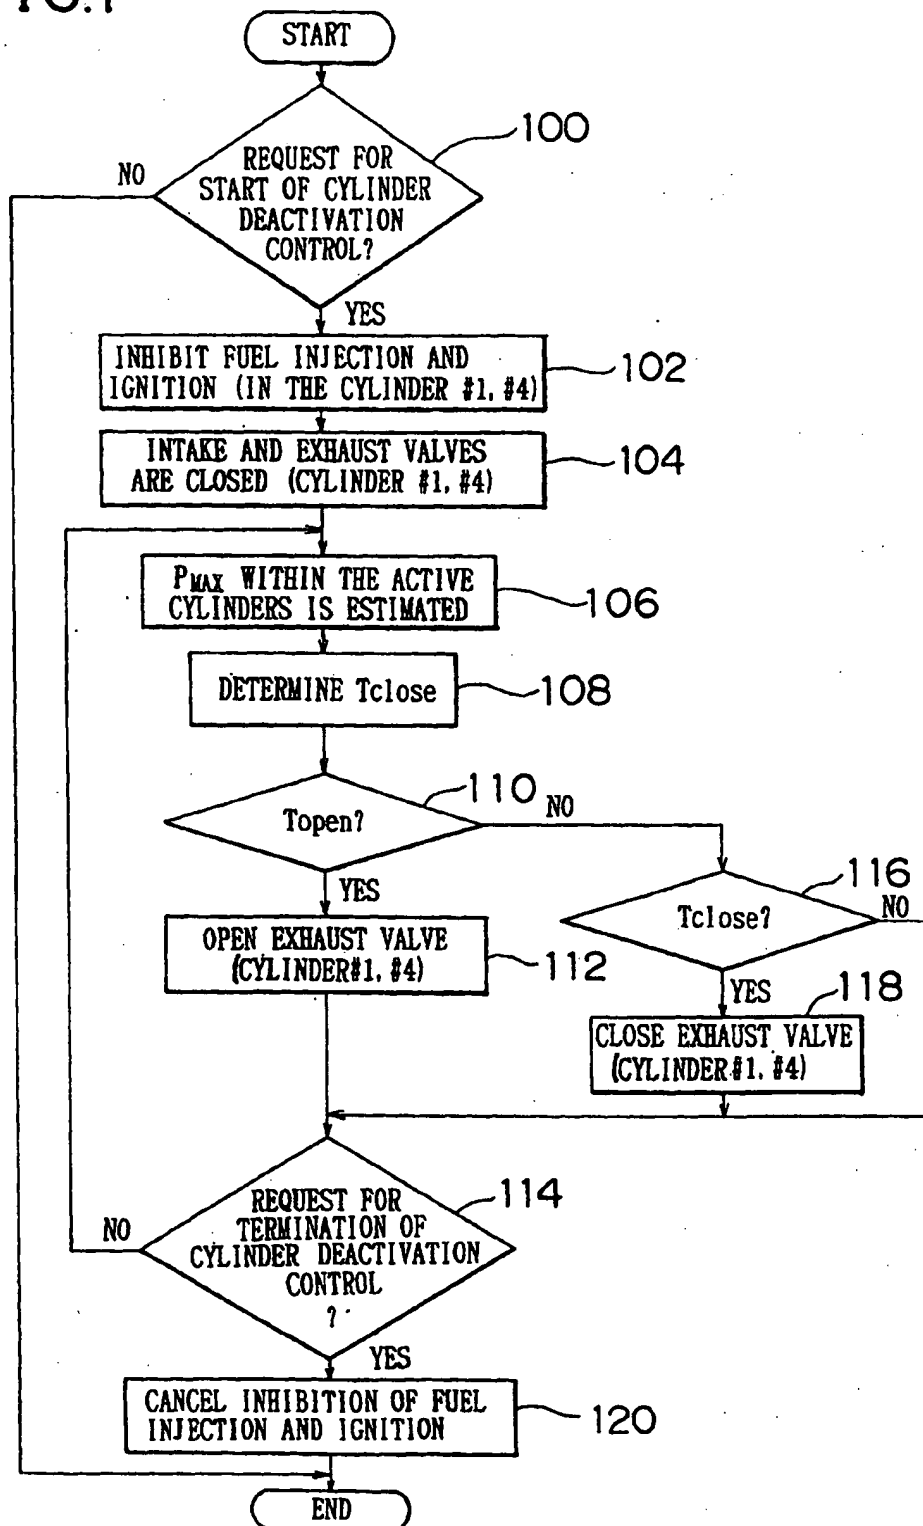 START
100
REQUEST FOR
START OF CYLINDER
DEACTIVATION
CONTROL?
NO
YES
INHIBIT FUEL INJECTION AND
IGNITION (IN THE CYLINDER #1, #4)
102
INTAKE AND EXHAUST VALVES
ARE CLOSED (CYLINDER #1, #4)
104
PMAX WITHIN THE ACTIVE
CYLINDERS IS ESTIMATED
106
DETERMINE Tclose
108
Topen?
110
NO
YES
Tclose?
116
NO
YES
OPEN EXHAUST VALVE
(CYLINDER#1, #4)
112
CLOSE EXHAUST VALVE
(CYLINDER#1, #4)
118
REQUEST FOR
TERMINATION OF
CYLINDER DEACTIVATION
CONTROL
?
114
NO
YES
CANCEL INHIBITION OF FUEL
INJECTION AND IGNITION
120
END